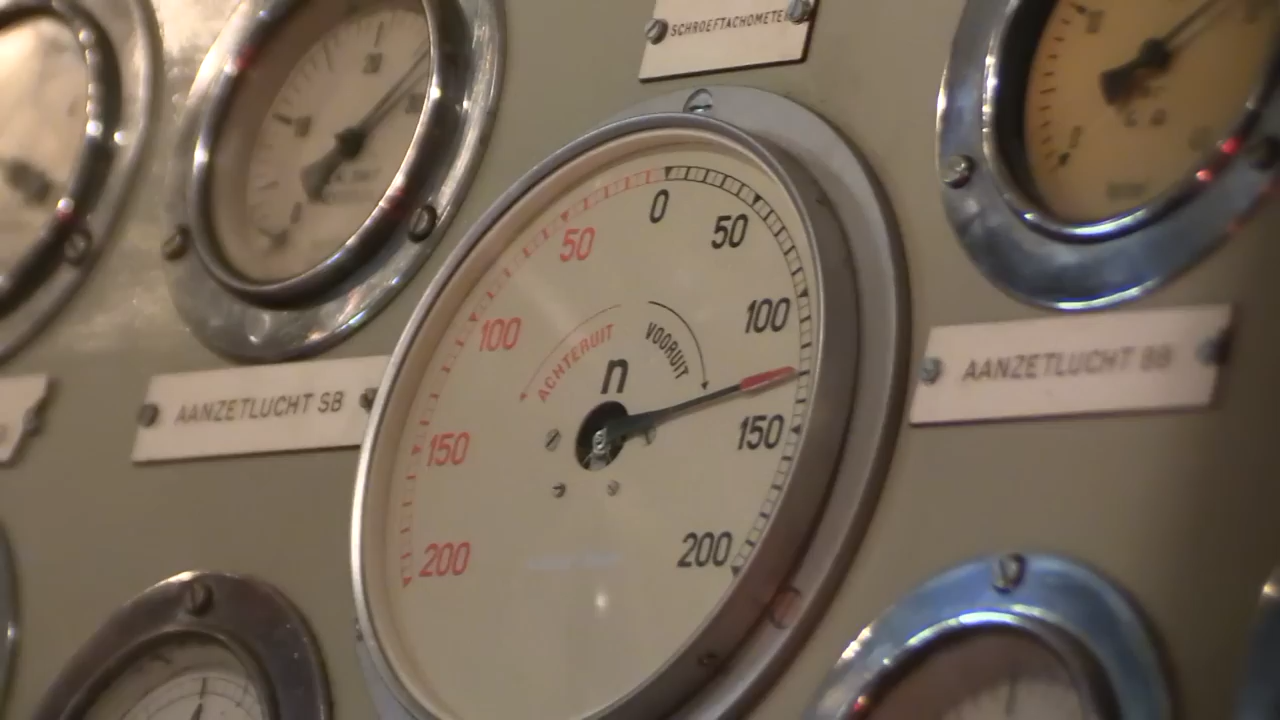 SCHROEFTACHOMETER
0
50
50
100
100
ACHTERUIT
VOORUIT
n
150
150
200
200
AANZETLUCHT SB
AANZETLUCHT BB